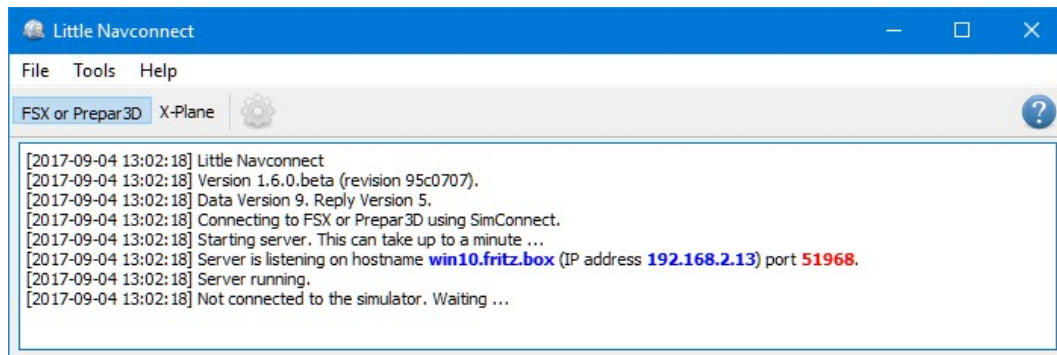 Little Navconnect
File Tools Help
FSX or Prepar3D X-Plane ?
[2017-09-04 13:02:18] Little Navconnect
[2017-09-04 13:02:18] Version 1.6.0.beta (revision 95c0707).
[2017-09-04 13:02:18] Data Version 9. Reply Version 5.
[2017-09-04 13:02:18] Connecting to FSX or Prepar3D using SimConnect.
[2017-09-04 13:02:18] Starting server. This can take up to a minute ...
[2017-09-04 13:02:18] Server is listening on hostname win10.fritz.box (IP address 192.168.2.13) port 51968.
[2017-09-04 13:02:18] Server running.
[2017-09-04 13:02:18] Not connected to the simulator. Waiting ...